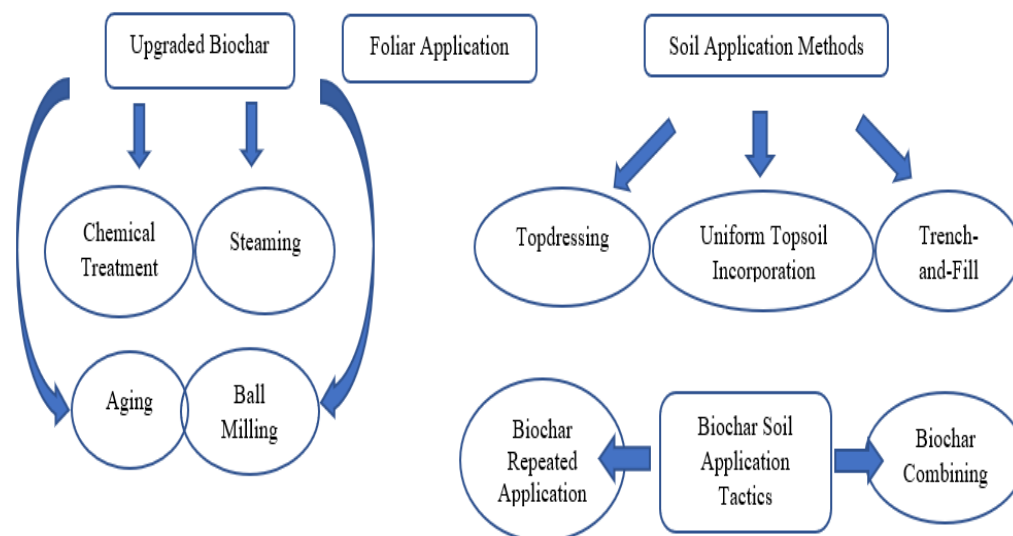 Upgraded Biochar
Foliar Application
Soil Application Methods
Chemical
Treatment
Steaming
Topdressing
Uniform Topsoil
Incorporation
Trench-
and-Fill
Aging
Ball
Milling
Biochar
Repeated
Application
Biochar Soil
Application
Tactics
Biochar
Combining